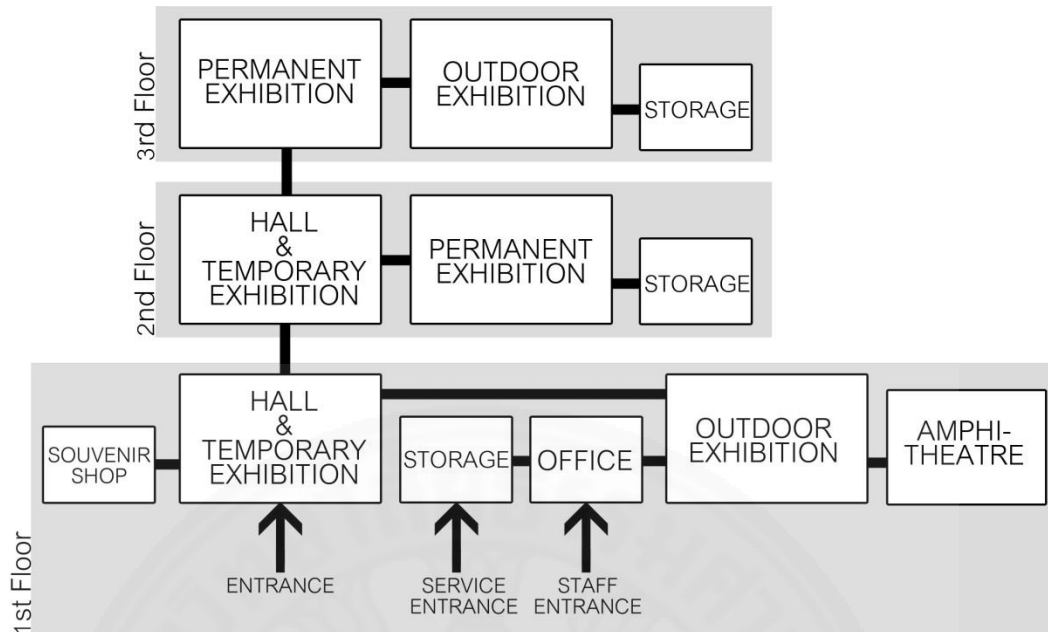 3rd Floor
PERMANENT
EXHIBITION
OUTDOOR
EXHIBITION
STORAGE
2nd Floor
HALL
&
TEMPORARY
EXHIBITION
PERMANENT
EXHIBITION
STORAGE
1st Floor
SOUVENIR
SHOP
HALL
&
TEMPORARY
EXHIBITION
STORAGE
OFFICE
OUTDOOR
EXHIBITION
AMPHI-
THEATRE
ENTRANCE
SERVICE
ENTRANCE
STAFF
ENTRANCE